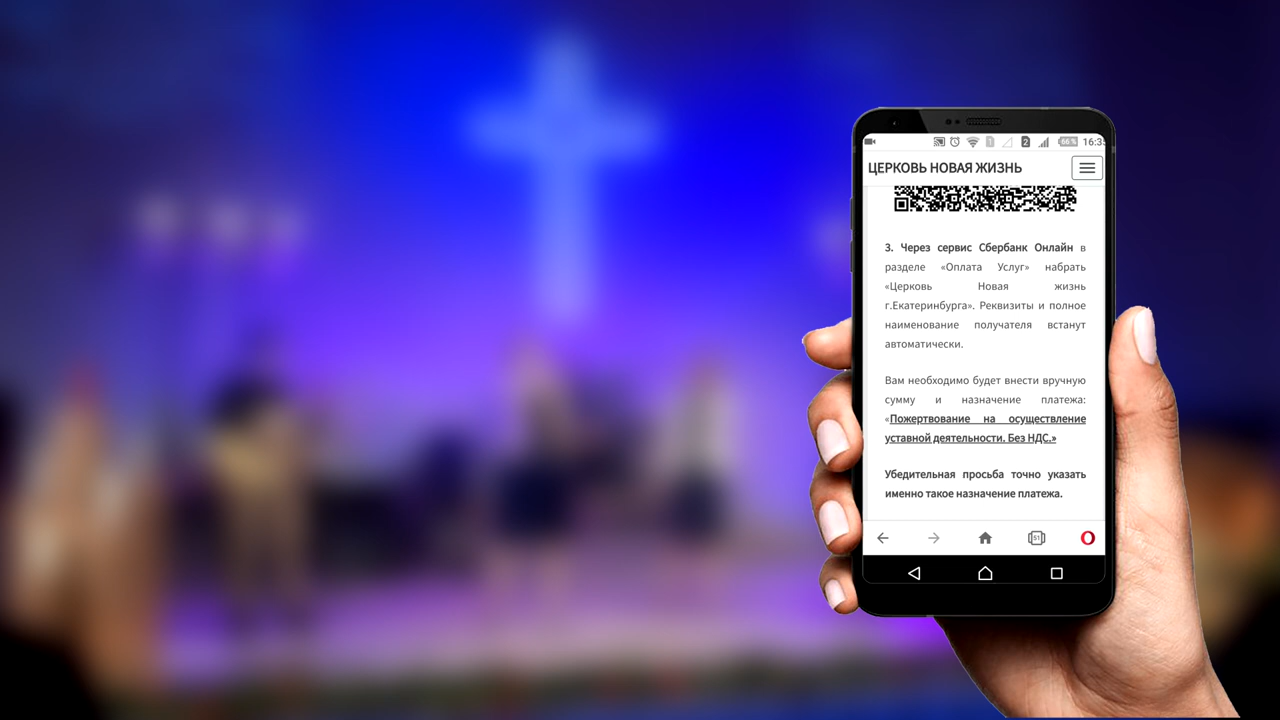 66 %
16:3
ЦЕРКОВЬ НОВАЯ ЖИЗНЬ
3. Через сервис Сбербанк Онлайн в
разделе «Оплата Услуг» набрать
«Церковь Новая жизнь
г.Екатеринбурга». Реквизиты и полное
наименование получателя встанут
автоматически.
Вам необходимо будет внести вручную
сумму и назначение платежа:
«Пожертвование на осуществление
уставной деятельности. Без НДС.»
Убедительная просьба точно указать
именно такое назначение платежа.
51